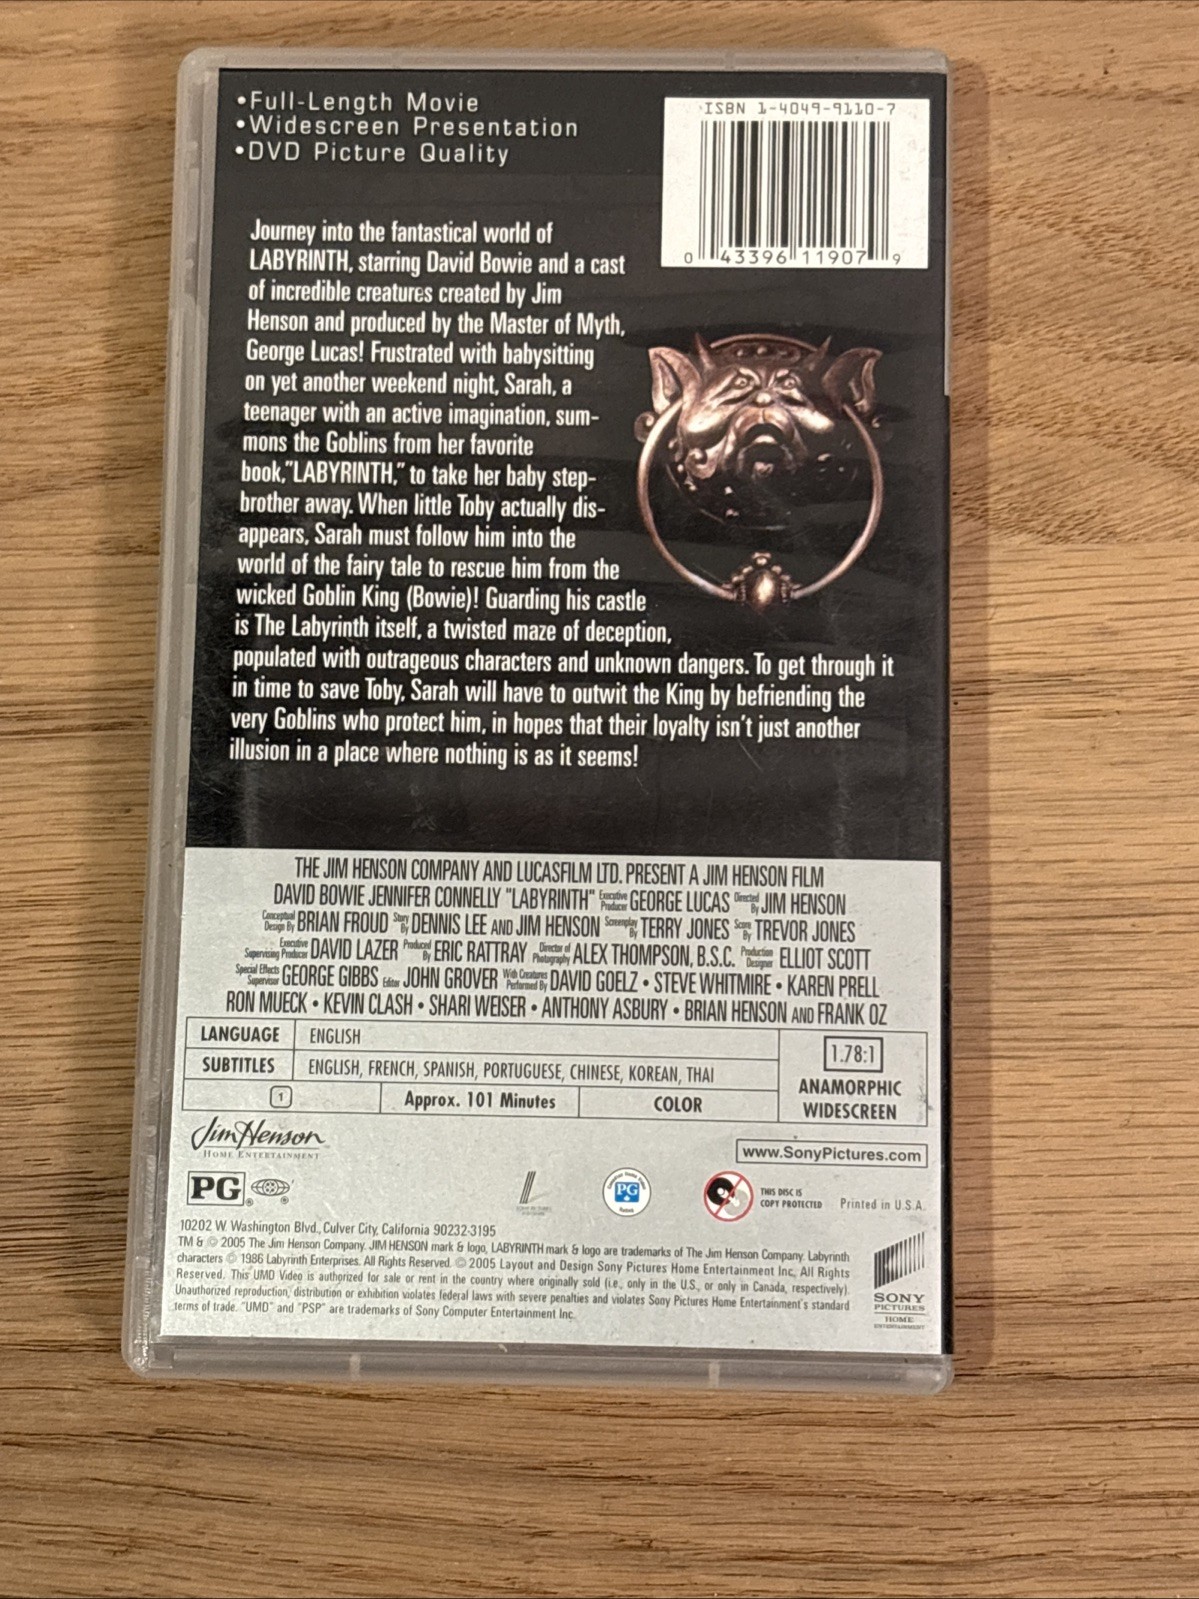 •Full-Length Movie
•Widescreen Presentation
•DVD Picture Quality
ISBN 1-4049-9110-7
0 43396 11907 9
Journey into the fantastical world of
LABYRINTH, starring David Bowie and a cast
of incredible creatures created by Jim
Henson and produced by the Master of Myth,
George Lucas! Frustrated with babysitting
on yet another weekend night, Sarah, a
teenager with an active imagination, sum-
mons the Goblins from her favorite
book,"LABYRINTH," to take her baby step-
brother away. When little Toby actually dis-
appears, Sarah must follow him into the
world of the fairy tale to rescue him from the
wicked Goblin King (Bowie)! Guarding his castle
is The Labyrinth itself, a twisted maze of deception,
populated with outrageous characters and unknown dangers. To get through it
in time to save Toby, Sarah will have to outwit the King by befriending the
very Goblins who protect him, in hopes that their loyalty isn't just another
illusion in a place where nothing is as it seems!
THE JIM HENSON COMPANY AND LUCASFILM LTD. PRESENT A JIM HENSON FILM
DAVID BOWIE JENNIFER CONNELLY "LABYRINTH" Executive Producer GEORGE LUCAS Directed By JIM HENSON
Conceptual Design By BRIAN FROUD Story By DENNIS LEE AND JIM HENSON Screenplay By TERRY JONES Score By TREVOR JONES
Executive Supervising Producer DAVID LAZER Produced By ERIC RATTRAY Director of Photography ALEX THOMPSON, B.S.C. Production Designer ELLIOT SCOTT
Special Effects Supervisor GEORGE GIBBS Editor JOHN GROVER With Creatures Performed By DAVID GOELZ • STEVE WHITMIRE • KAREN PRELL
RON MUECK • KEVIN CLASH • SHARI WEISER • ANTHONY ASBURY • BRIAN HENSON AND FRANK OZ
LANGUAGE ENGLISH
SUBTITLES ENGLISH, FRENCH, SPANISH, PORTUGUESE, CHINESE, KOREAN, THAI
1 Approx. 101 Minutes COLOR
1.78:1
ANAMORPHIC
WIDESCREEN
Jim Henson
HOME ENTERTAINMENT
www.SonyPictures.com
PG
PG
THIS DISC IS
COPY PROTECTED
Printed in U.S.A.
10202 W. Washington Blvd., Culver City, California 90232-3195
TM & © 2005 The Jim Henson Company. JIM HENSON mark & logo, LABYRINTH mark & logo are trademarks of The Jim Henson Company. Labyrinth
characters © 1986 Labyrinth Enterprises. All Rights Reserved. © 2005 Layout and Design Sony Pictures Home Entertainment Inc. All Rights
Reserved. This UMD Video is authorized for sale or rent in the country where originally sold (i.e., only in the U.S., or only in Canada, respectively).
Unauthorized reproduction, distribution or exhibition violates federal laws with severe penalties and violates Sony Pictures Home Entertainment's standard
terms of trade. "UMD" and "PSP" are trademarks of Sony Computer Entertainment Inc.
SONY
PICTURES
HOME
ENTERTAINMENT